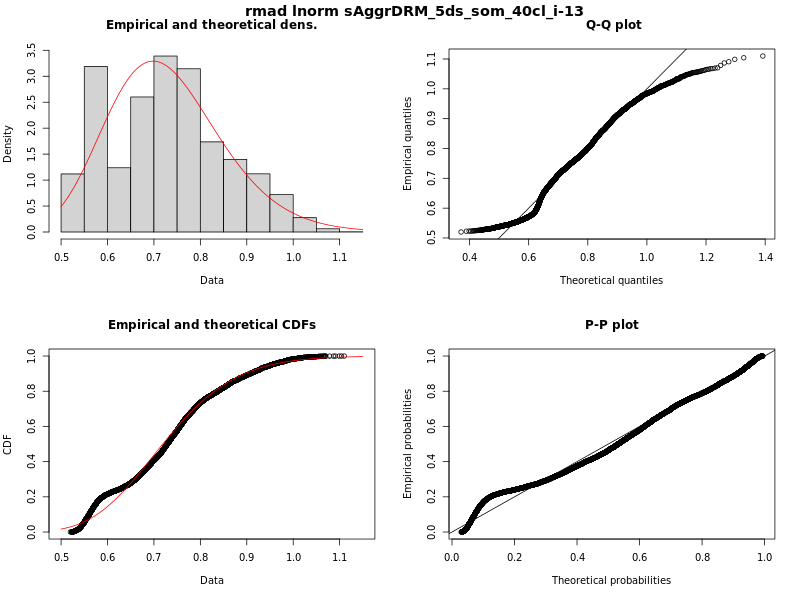 rmad lnorm sAggrDRM_5ds_som_40cl_i-13
Empirical and theoretical dens.
Density
0.0 0.5 1.0 1.5 2.0 2.5 3.0 3.5
0.5 0.6 0.7 0.8 0.9 1.0 1.1
Data
Q-Q plot
Empirical quantiles
0.5 0.6 0.7 0.8 0.9 1.0 1.1
0.4 0.6 0.8 1.0 1.2 1.4
Theoretical quantiles
Empirical and theoretical CDFs
CDF
0.0 0.2 0.4 0.6 0.8 1.0
0.5 0.6 0.7 0.8 0.9 1.0 1.1
Data
P-P plot
Empirical probabilities
0.0 0.2 0.4 0.6 0.8 1.0
0.0 0.2 0.4 0.6 0.8 1.0
Theoretical probabilities